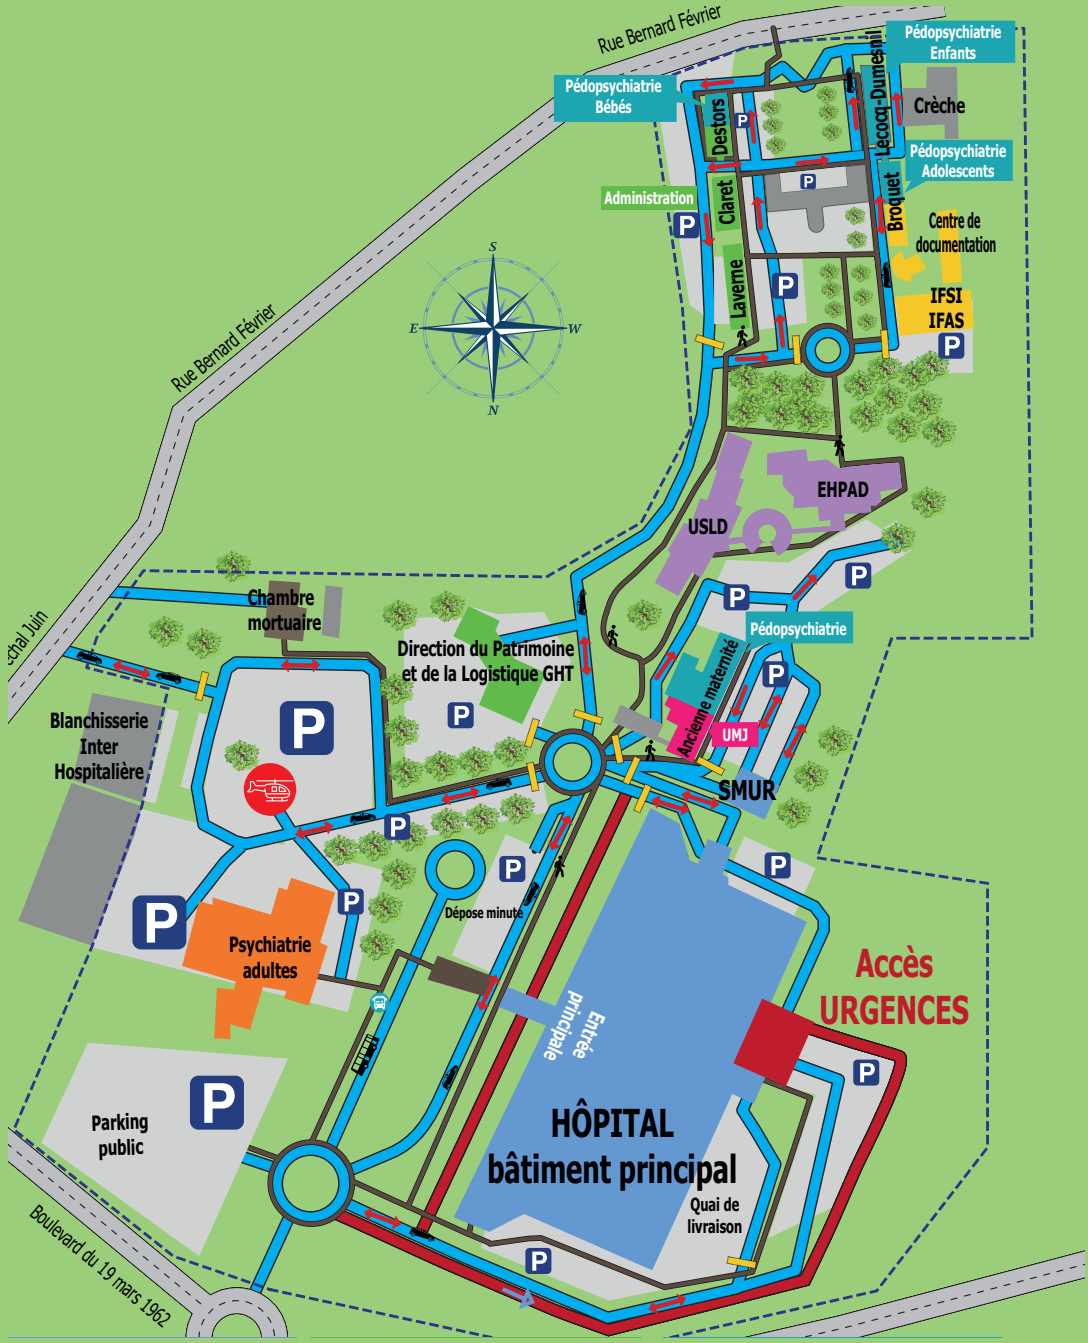 Rue Bernard Février
Pédopsychiatrie
Enfants
Pédopsychiatrie
Bébés
Lecocq-Dumesnil
Crèche
Destors
P
Pédopsychiatrie
Adolescents
P
Administration
Claret
Broquet
P
Centre de
documentation
S
E
W
N
Laverne
P
IFSI
IFAS
P
Rue Bernard Février
EHPAD
USLD
P
P
Chambre
mortuaire
échal Juin
Pédopsychiatrie
Direction du Patrimoine
et de la Logistique GHT
P
Ancienne maternité
P
P
UMJ
Blanchisserie
Inter
Hospitalière
SMUR
P
P
P
P
P
Dépose minute
Psychiatrie
adultes
Accès
URGENCES
Entrée
principale
P
P
Parking
public
HÔPITAL
bâtiment principal
Quai de
livraison
Boulevard du 19 mars 1962
P